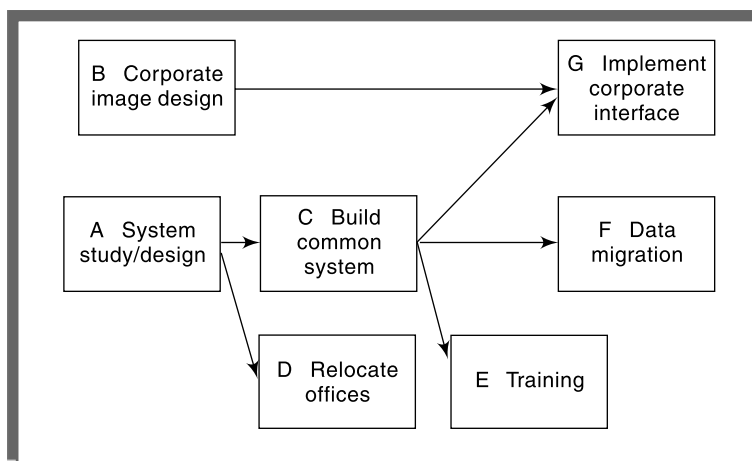 B Corporate
image design
G Implement
corporate
interface
A System
study/design
C Build
common
system
F Data
migration
D Relocate
offices
E Training